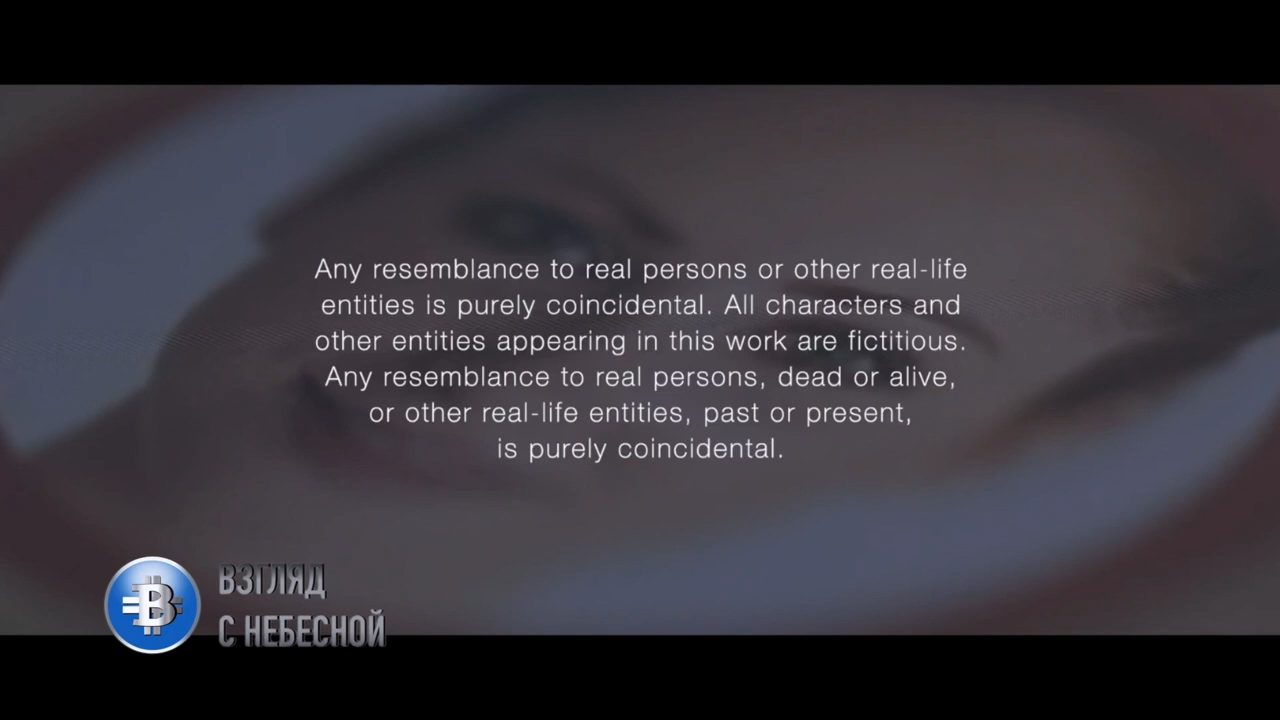 Any resemblance to real persons or other real-life
entities is purely coincidental. All characters and
other entities appearing in this work are fictitious.
Any resemblance to real persons, dead or alive,
or other real-life entities, past or present,
is purely coincidental.
ВЗГЛЯД
С НЕБЕСНОЙ